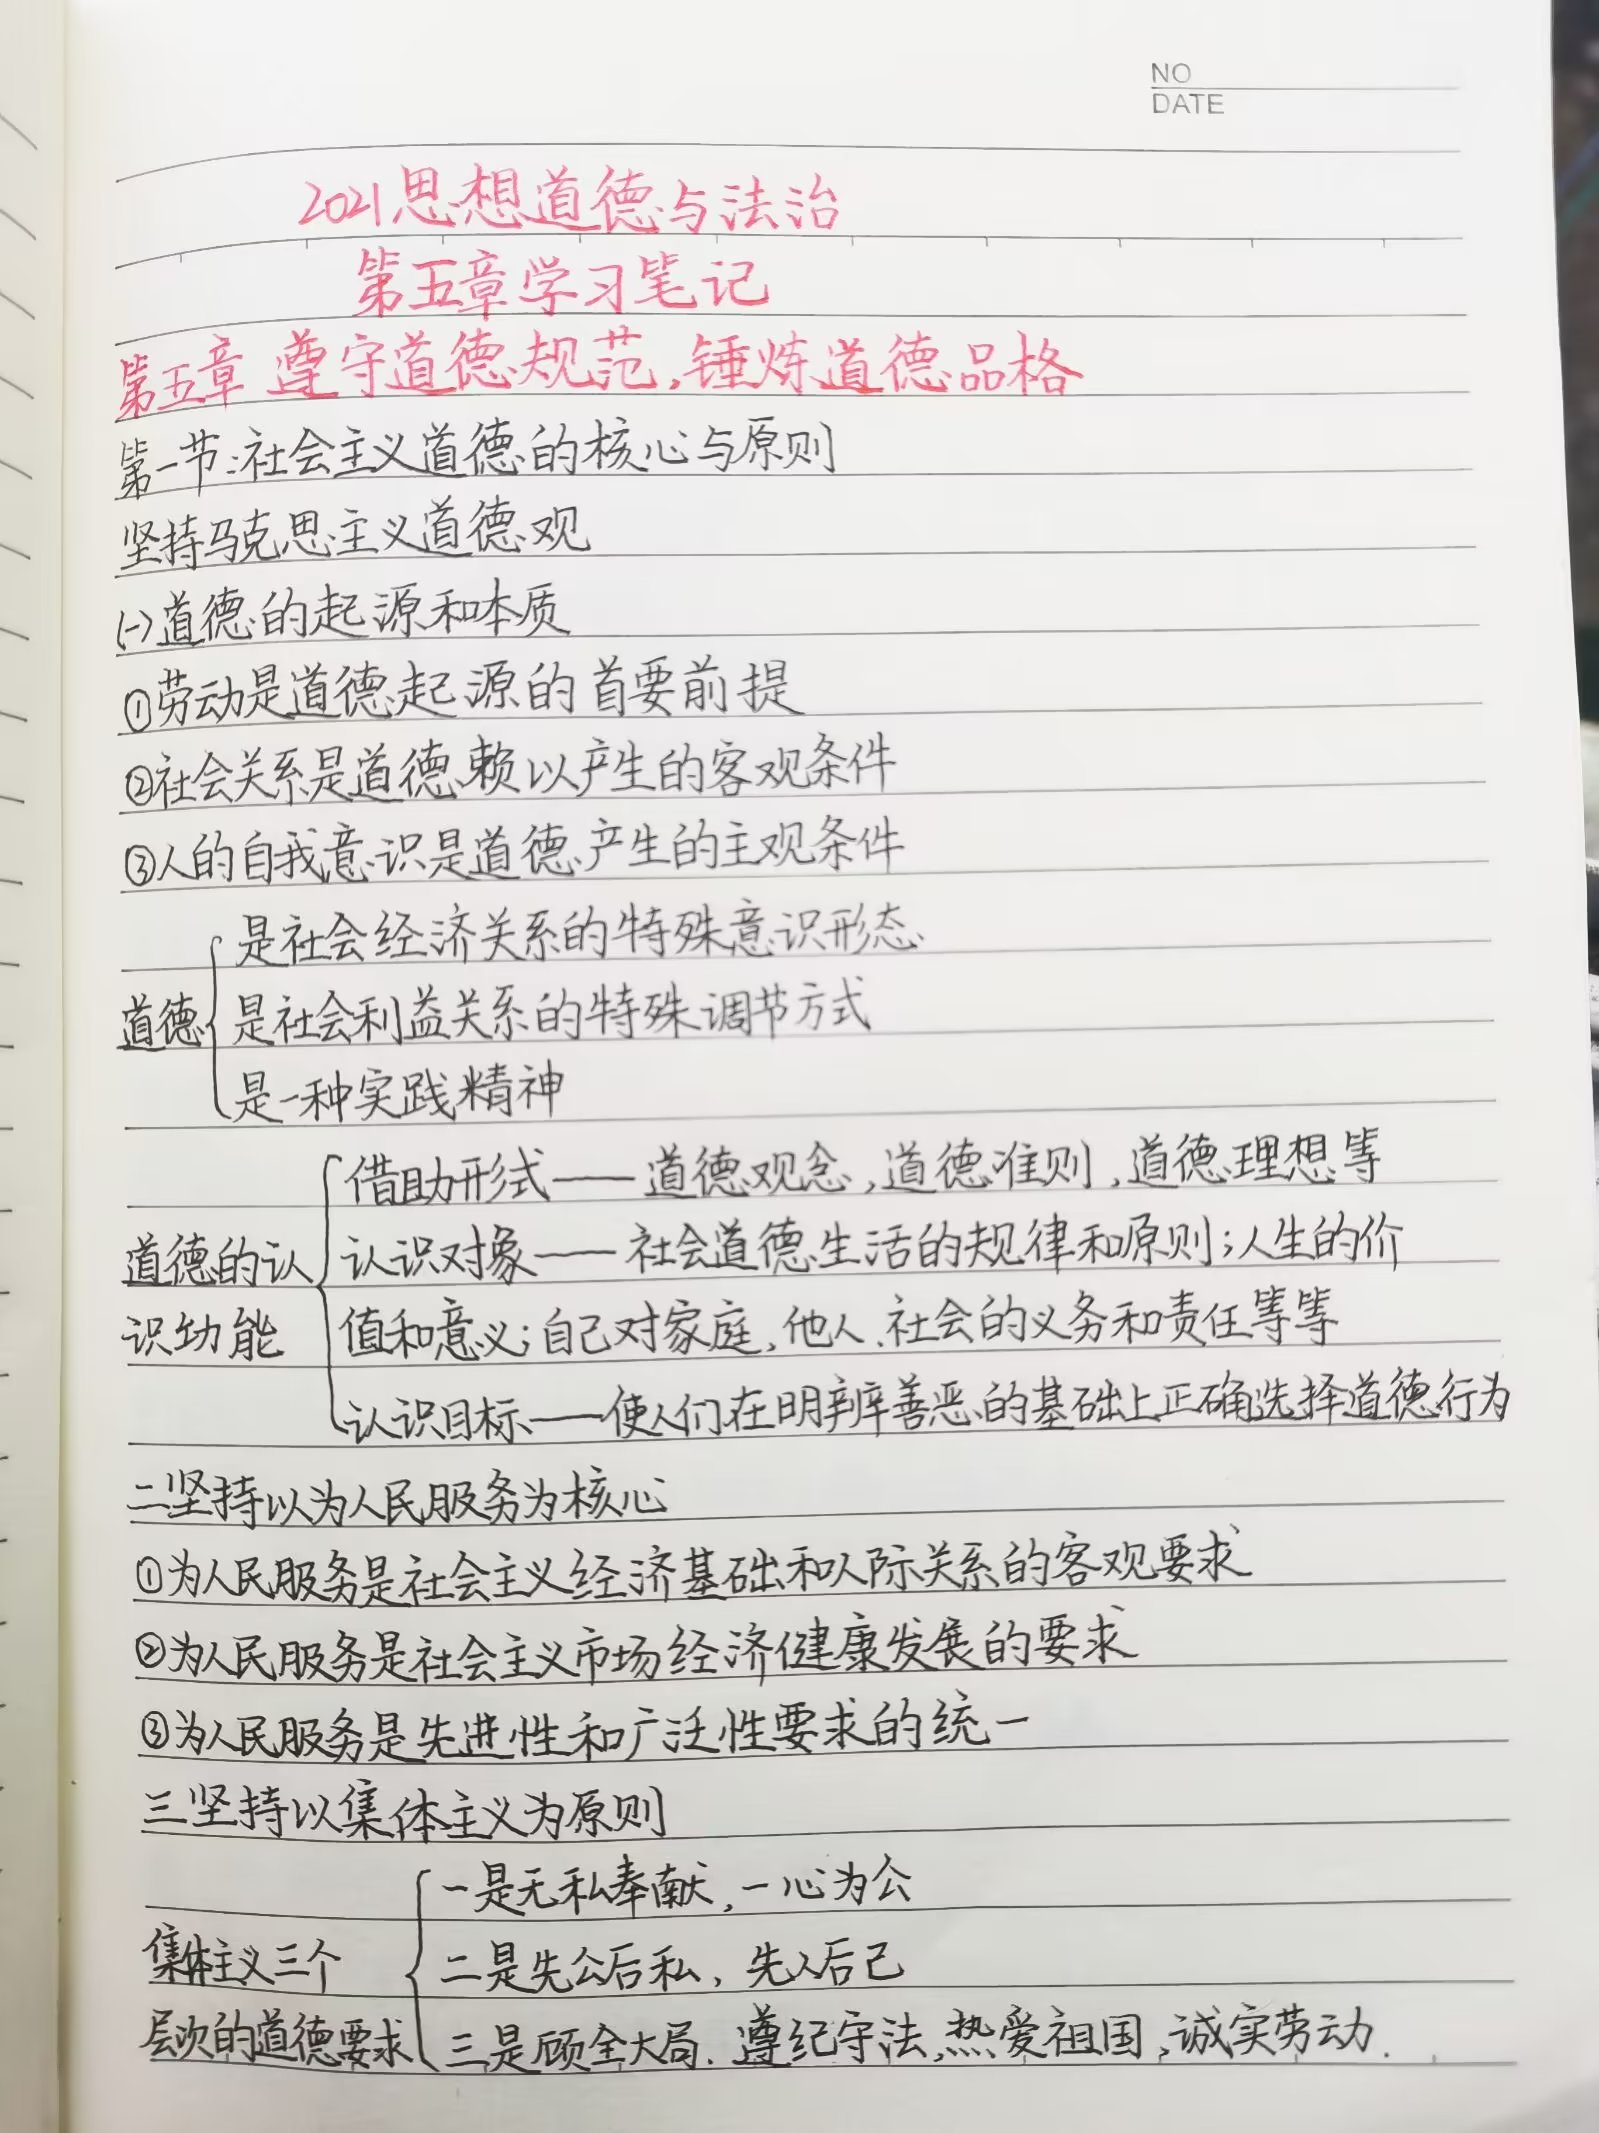 NO
DATE
2021思想道德与法治
第五章学习笔记
第五章 遵守道德规范,锤炼道德品格
第一节:社会主义道德的核心与原则
坚持马克思主义道德观
(一)道德的起源和本质
①劳动是道德起源的首要前提
②社会关系是道德赖以产生的客观条件
③人的自我意识是道德产生的主观条件
是社会经济关系的特殊意识形态
道德 是社会利益关系的特殊调节方式
是一种实践精神
借助形式——道德观念,道德准则,道德理想等
道德的认 认识对象——社会道德生活的规律和原则;人生的价
识功能 值和意义;自己对家庭、他人、社会的义务和责任等等
认识目标——使人们在明辨善恶的基础上正确选择道德行为
二坚持以为人民服务为核心
①为人民服务是社会主义经济基础和人际关系的客观要求
②为人民服务是社会主义市场经济健康发展的要求
③为人民服务是先进性和广泛性要求的统一
三坚持以集体主义为原则
一是无私奉献,一心为公
集体主义三个 二是先公后私,先人后己
层次的道德要求 三是顾全大局、遵纪守法,热爱祖国,诚实劳动.